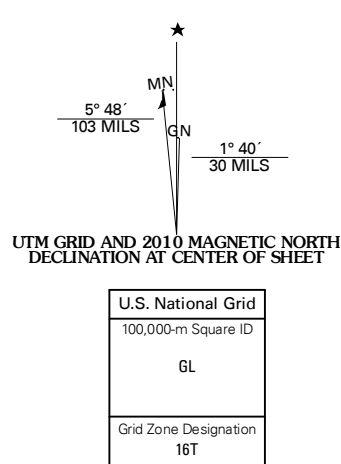 MN
5° 48´
103 MILS
GN
1° 40´
30 MILS
UTM GRID AND 2010 MAGNETIC NORTH
DECLINATION AT CENTER OF SHEET
U.S. National Grid
100,000-m Square ID
GL
Grid Zone Designation
16T